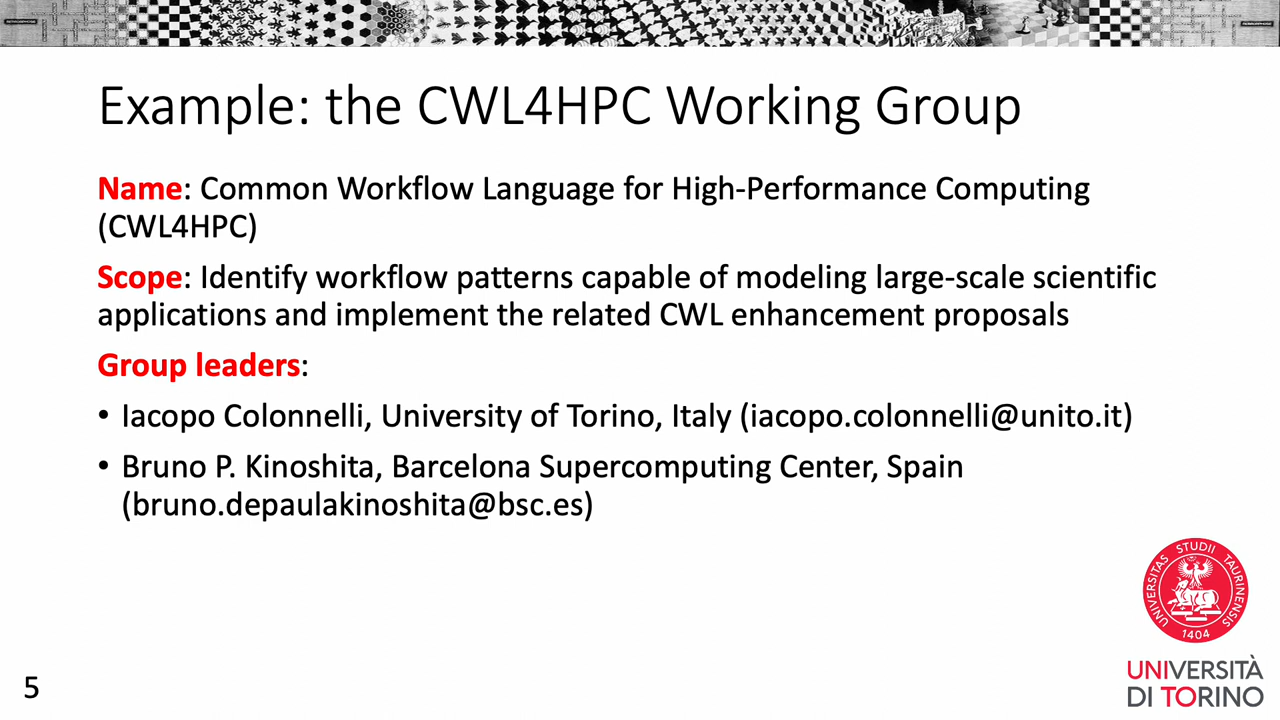 Example: the CWL4HPC Working Group
Name: Common Workflow Language for High-Performance Computing
(CWL4HPC)
Scope: Identify workflow patterns capable of modeling large-scale scientific
applications and implement the related CWL enhancement proposals
Group leaders:
• Iacopo Colonnelli, University of Torino, Italy (iacopo.colonnelli@unito.it)
• Bruno P. Kinoshita, Barcelona Supercomputing Center, Spain
(bruno.depaulakinoshita@bsc.es)
UNIVERSITAS STUDII TAURINENSIS
1404
UNIVERSITÀ
DI TORINO
5